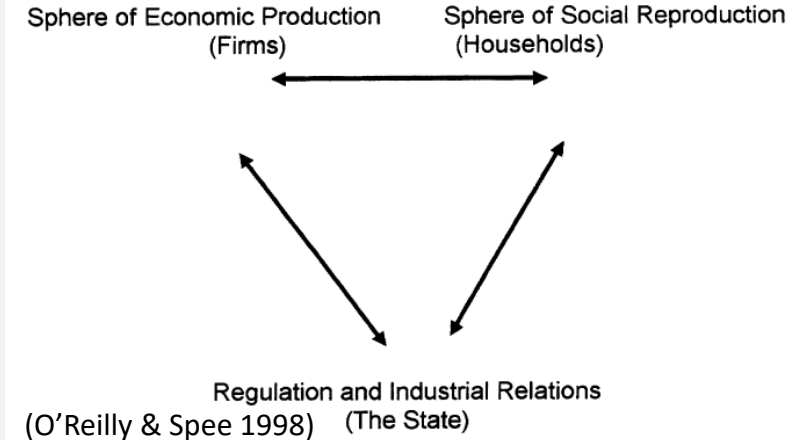 Sphere of Economic Production
(Firms)
Sphere of Social Reproduction
(Households)
Regulation and Industrial Relations
(The State)
(O’Reilly & Spee 1998)